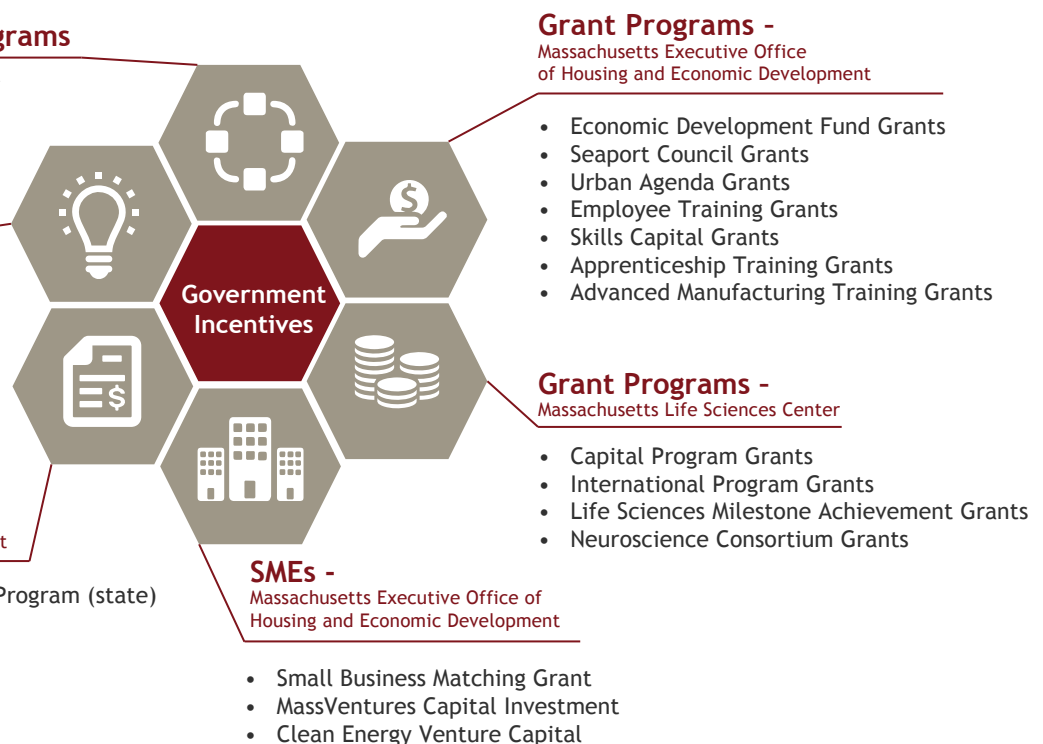 grams
Grant Programs –
Massachusetts Executive Office
of Housing and Economic Development
• Economic Development Fund Grants
• Seaport Council Grants
• Urban Agenda Grants
• Employee Training Grants
• Skills Capital Grants
• Apprenticeship Training Grants
• Advanced Manufacturing Training Grants
$
Government
Incentives
$
Grant Programs –
Massachusetts Life Sciences Center
• Capital Program Grants
• International Program Grants
• Life Sciences Milestone Achievement Grants
• Neuroscience Consortium Grants
t
Program (state)
SMEs –
Massachusetts Executive Office of
Housing and Economic Development
• Small Business Matching Grant
• MassVentures Capital Investment
• Clean Energy Venture Capital